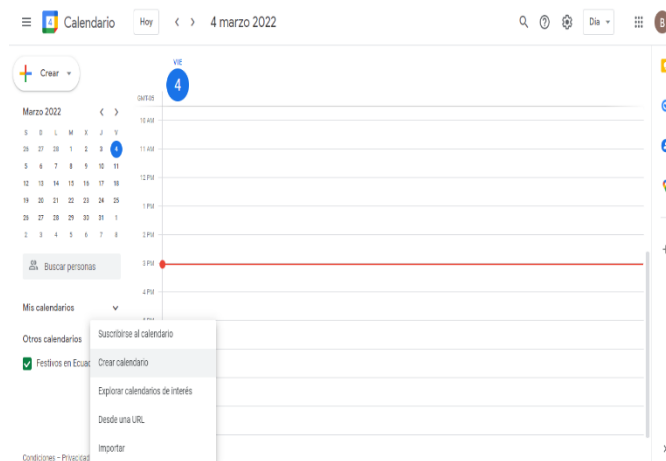 4 Calendario Hoy < > 4 marzo 2022 Día
Crear
VIE
4
GMT-05
Marzo 2022 < >
S D L M X J V
26 27 28 1 2 3 4
5 6 7 8 9 10 11
12 13 14 15 16 17 18
19 20 21 22 23 24 25
26 27 28 29 30 31 1
2 3 4 5 6 7 8
10 AM
11 AM
12 PM
1 PM
2 PM
3 PM
4 PM
Buscar personas
Mis calendarios
Otros calendarios
Festivos en Ecuad
Suscribirse al calendario
Crear calendario
Explorar calendarios de interés
Desde una URL
Importar
Condiciones – Privacidad